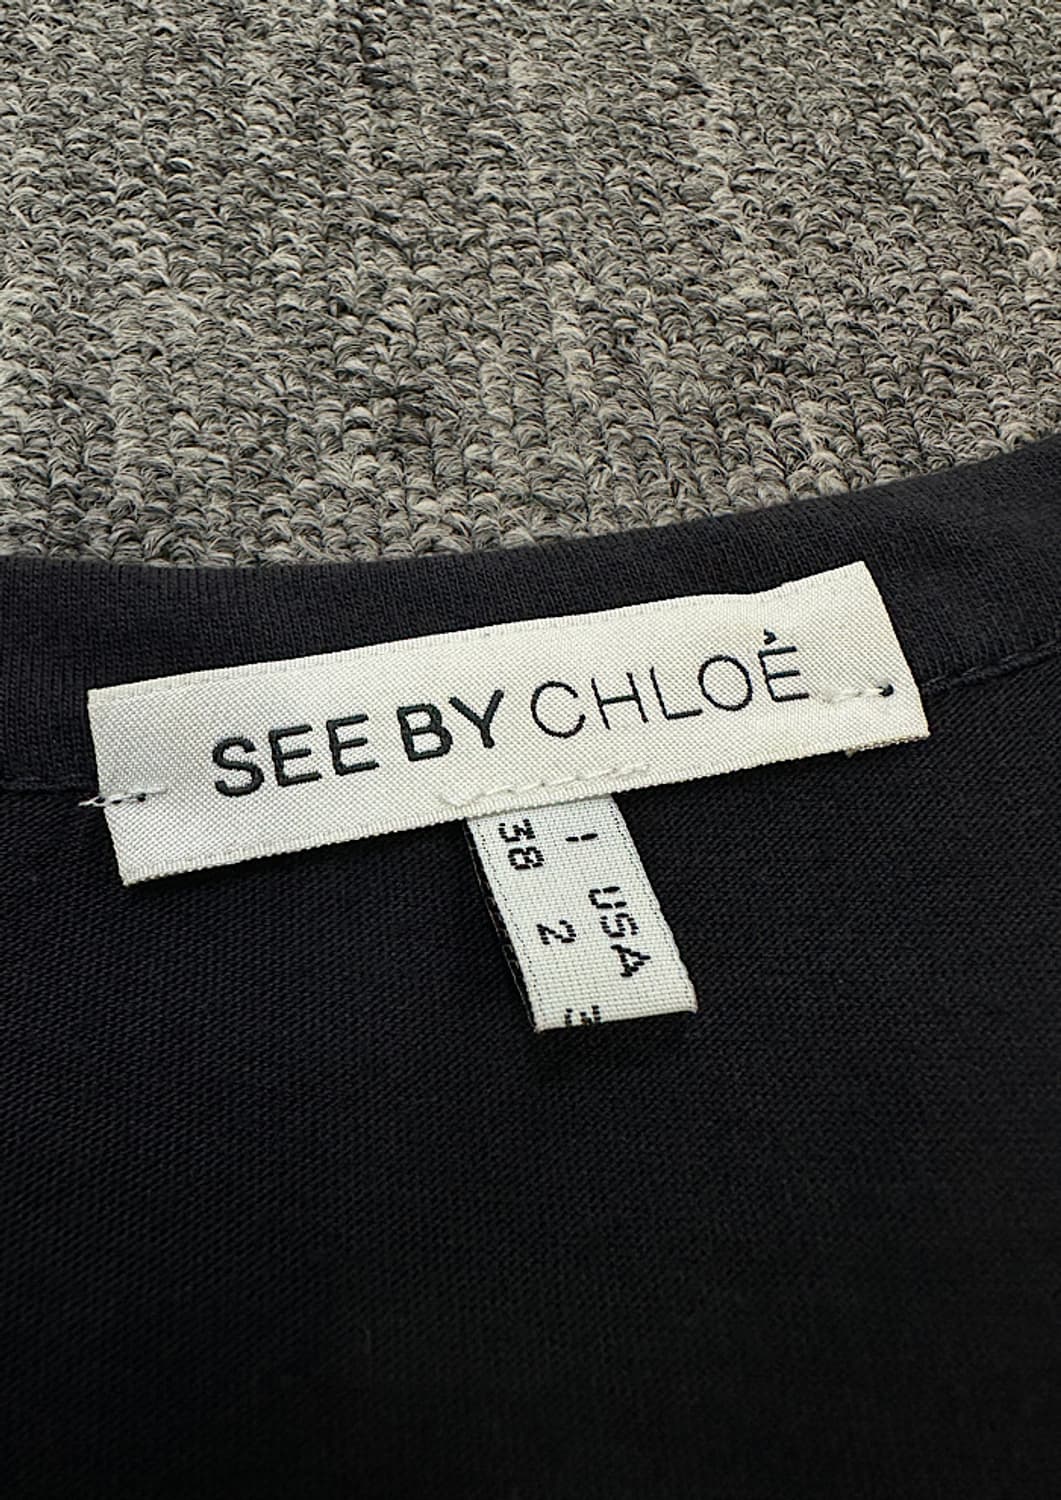 SEE BY CHLOÉ
I USA
38 2